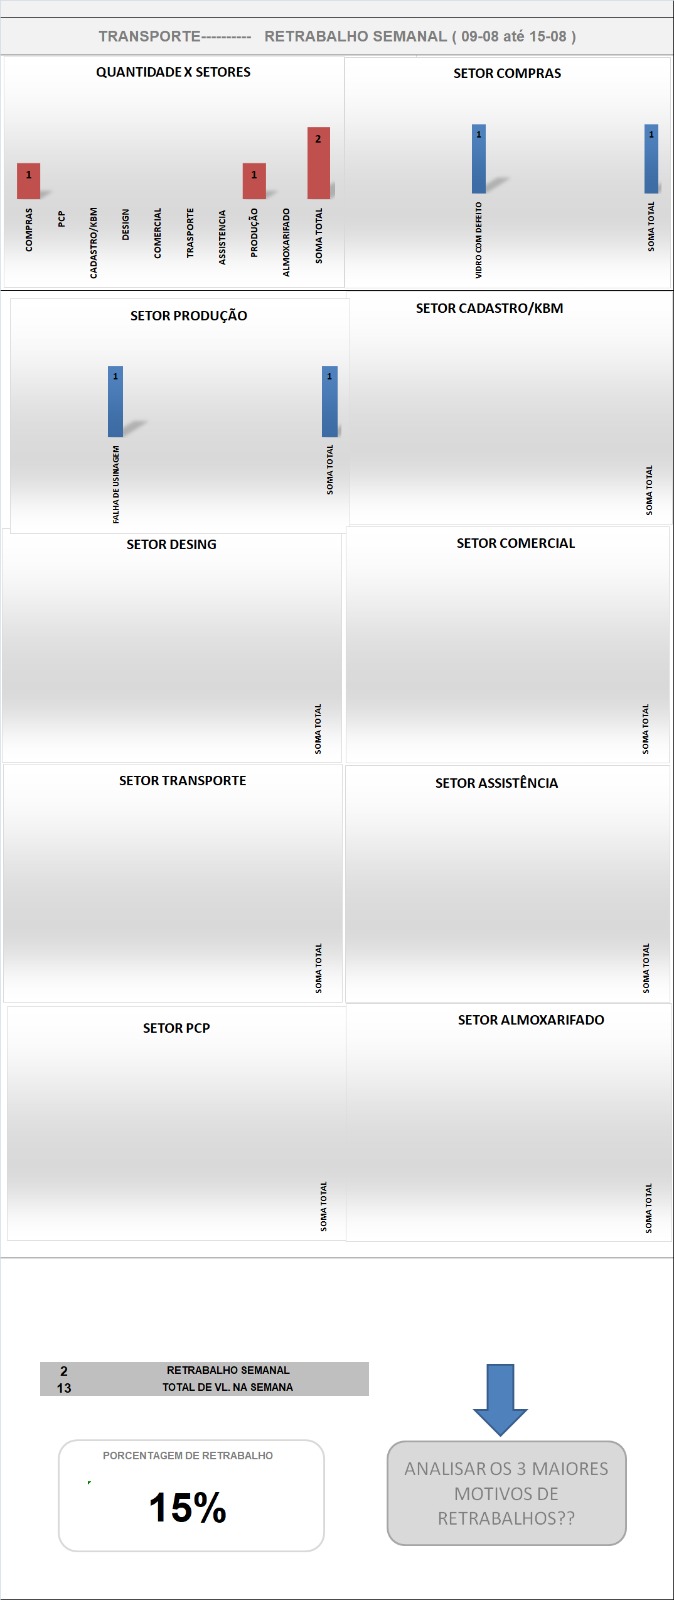 TRANSPORTE---------- RETRABALHO SEMANAL ( 09-08 até 15-08 )
QUANTIDADE X SETORES
1
1
2
COMPRAS
PCP
CADASTRO/KBM
DESIGN
COMERCIAL
TRASPORTE
ASSISTENCIA
PRODUÇÃO
ALMOXARIFADO
SOMA TOTAL
SETOR COMPRAS
1
1
VIDRO COM DEFEITO
SOMA TOTAL
SETOR PRODUÇÃO
1
1
FALHA DE USINAGEM
SOMA TOTAL
SETOR CADASTRO/KBM
SOMA TOTAL
SETOR DESING
SOMA TOTAL
SETOR COMERCIAL
SOMA TOTAL
SETOR TRANSPORTE
SOMA TOTAL
SETOR ASSISTÊNCIA
SOMA TOTAL
SETOR PCP
SOMA TOTAL
SETOR ALMOXARIFADO
SOMA TOTAL
2 RETRABALHO SEMANAL
13 TOTAL DE VL. NA SEMANA
PORCENTAGEM DE RETRABALHO
15%
ANALISAR OS 3 MAIORES
MOTIVOS DE
RETRABALHOS??